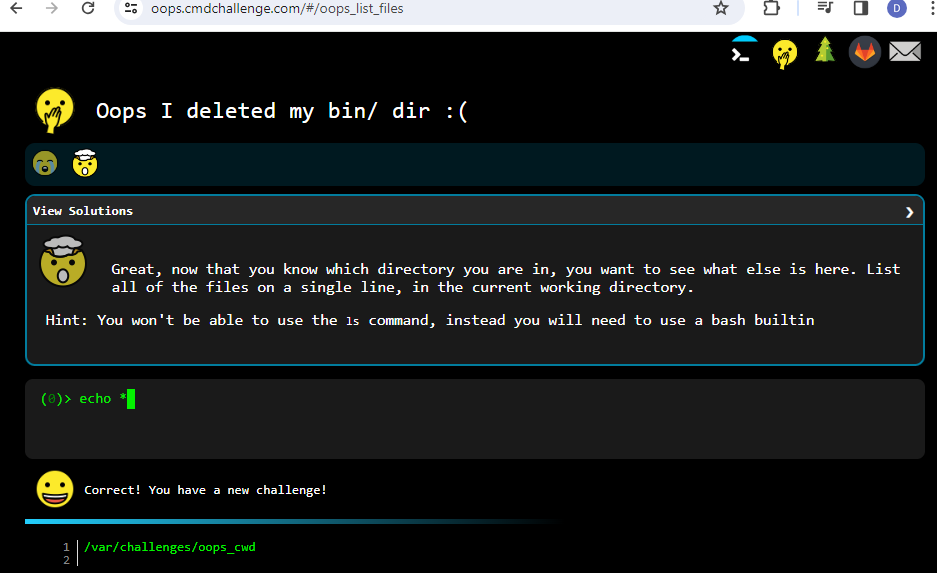 oops.cmdchallenge.com/#/oops_list_files
D
Oops I deleted my bin/ dir :(
View Solutions
Great, now that you know which directory you are in, you want to see what else is here. List
all of the files on a single line, in the current working directory.
Hint: You won't be able to use the ls command, instead you will need to use a bash builtin
(0)> echo *
Correct! You have a new challenge!
1 /var/challenges/oops_cwd
2